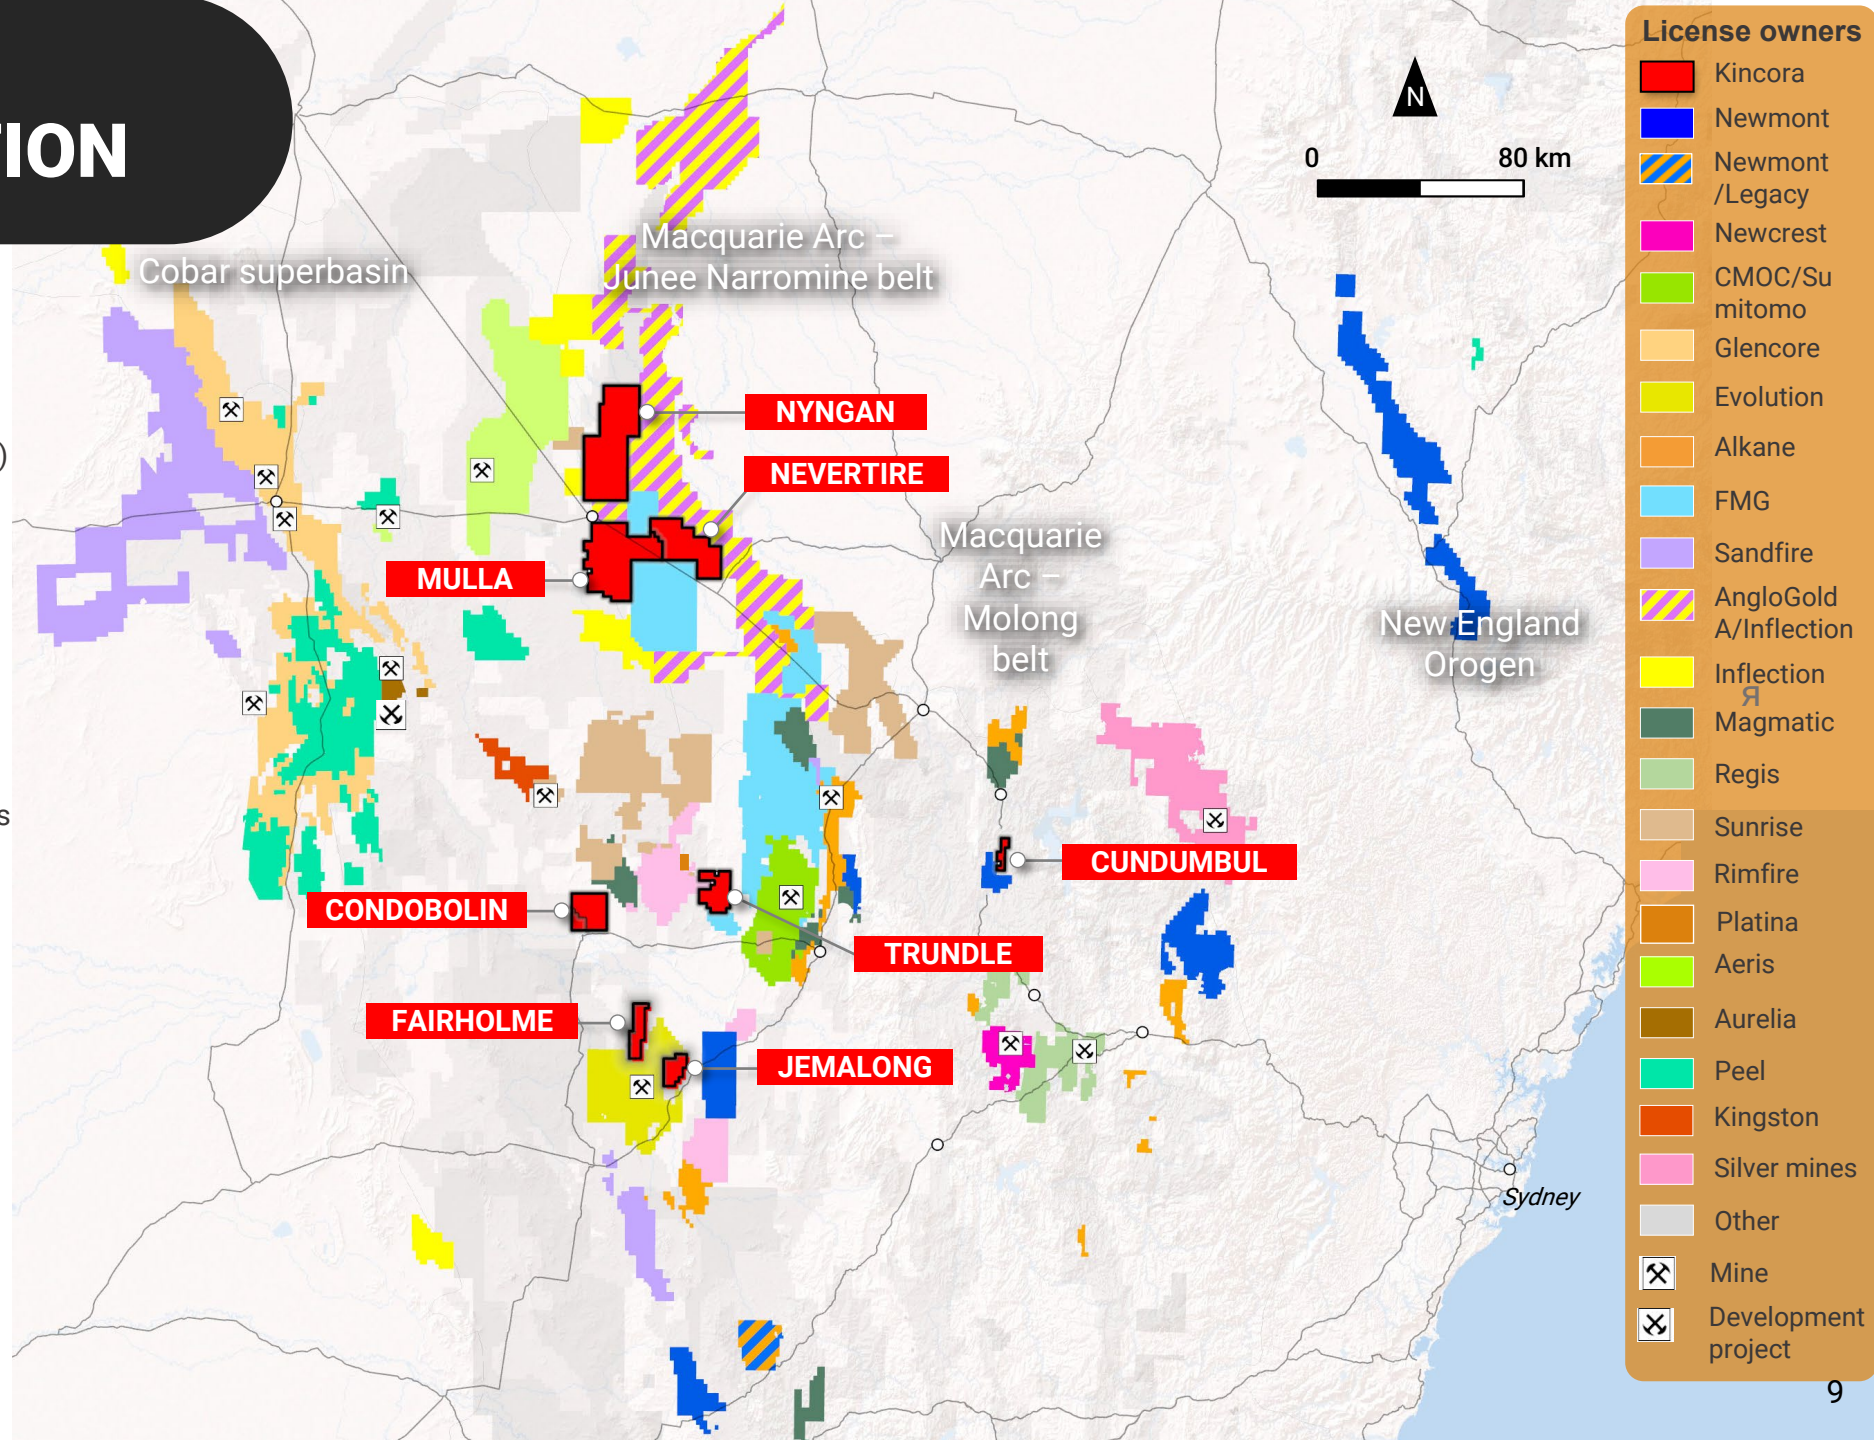 TION
)
s
Cobar superbasin
Macquarie Arc –
Junee Narromine belt
N
0 80 km
NYNGAN
NEVERTIRE
MULLA
Macquarie
Arc –
Molong
belt
New England
Orogen
CUNDUMBUL
CONDOBOLIN
TRUNDLE
FAIRHOLME
JEMALONG
Sydney
License owners
Kincora
Newmont
Newmont
/Legacy
Newcrest
CMOC/Su
mitomo
Glencore
Evolution
Alkane
FMG
Sandfire
AngloGold
A/Inflection
Inflection
Я
Magmatic
Regis
Sunrise
Rimfire
Platina
Aeris
Aurelia
Peel
Kingston
Silver mines
Other
Mine
Development
project
9